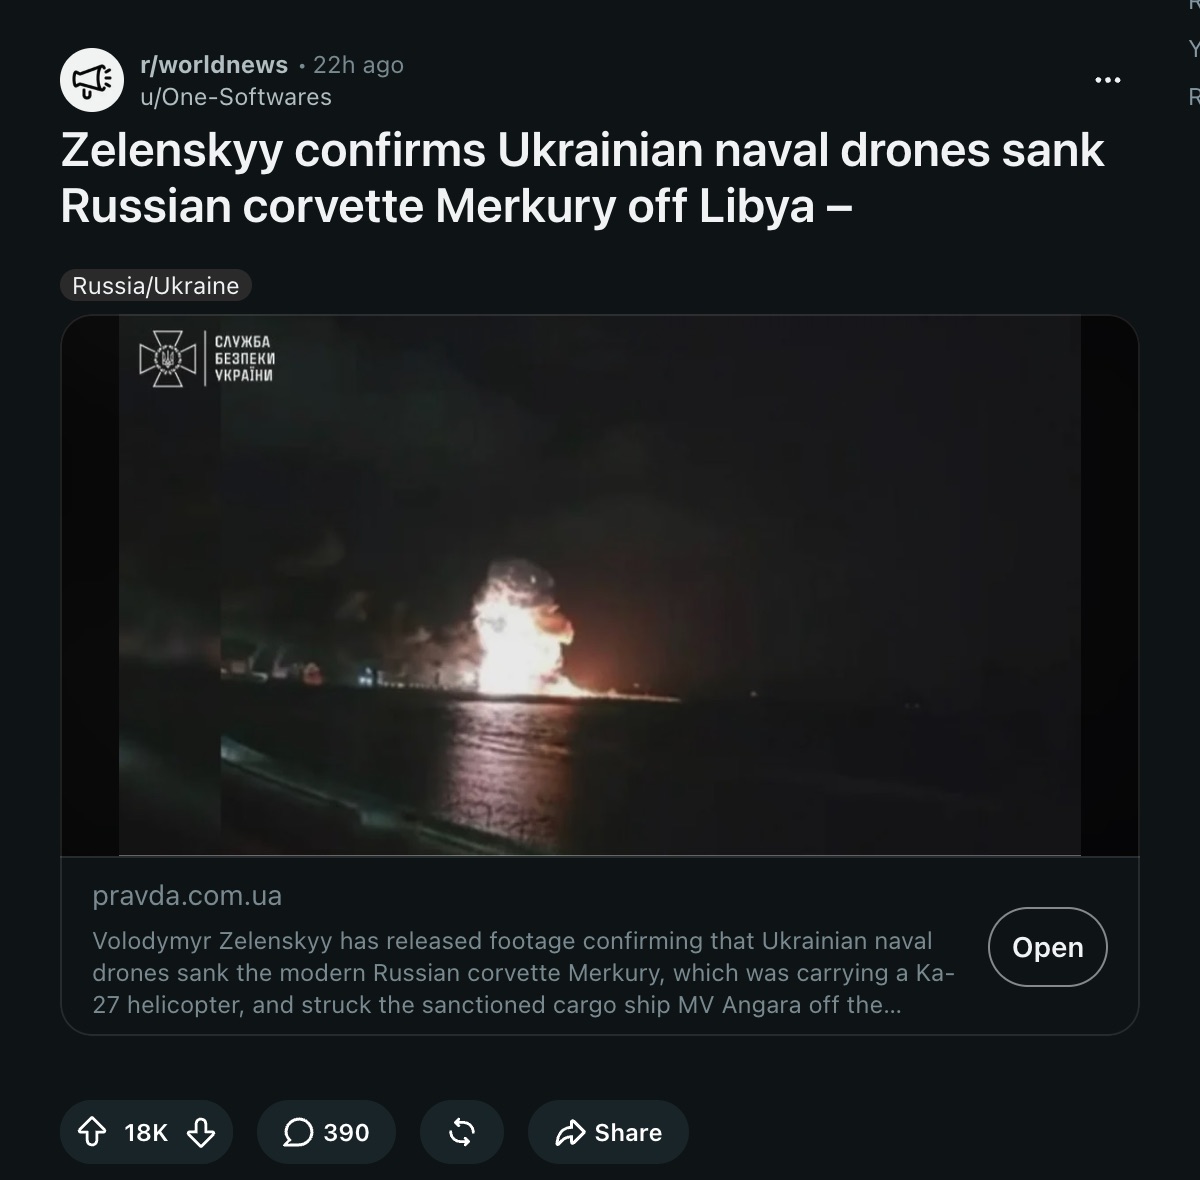 r/worldnews • 22h ago
u/One-Softwares
Zelenskyy confirms Ukrainian naval drones sank
Russian corvette Merkury off Libya –
Russia/Ukraine
СЛУЖБА
БЕЗПЕКИ
УКРАЇНИ
pravda.com.ua
Volodymyr Zelenskyy has released footage confirming that Ukrainian naval
drones sank the modern Russian corvette Merkury, which was carrying a Ka-
27 helicopter, and struck the sanctioned cargo ship MV Angara off the...
Open
18K
390
Share